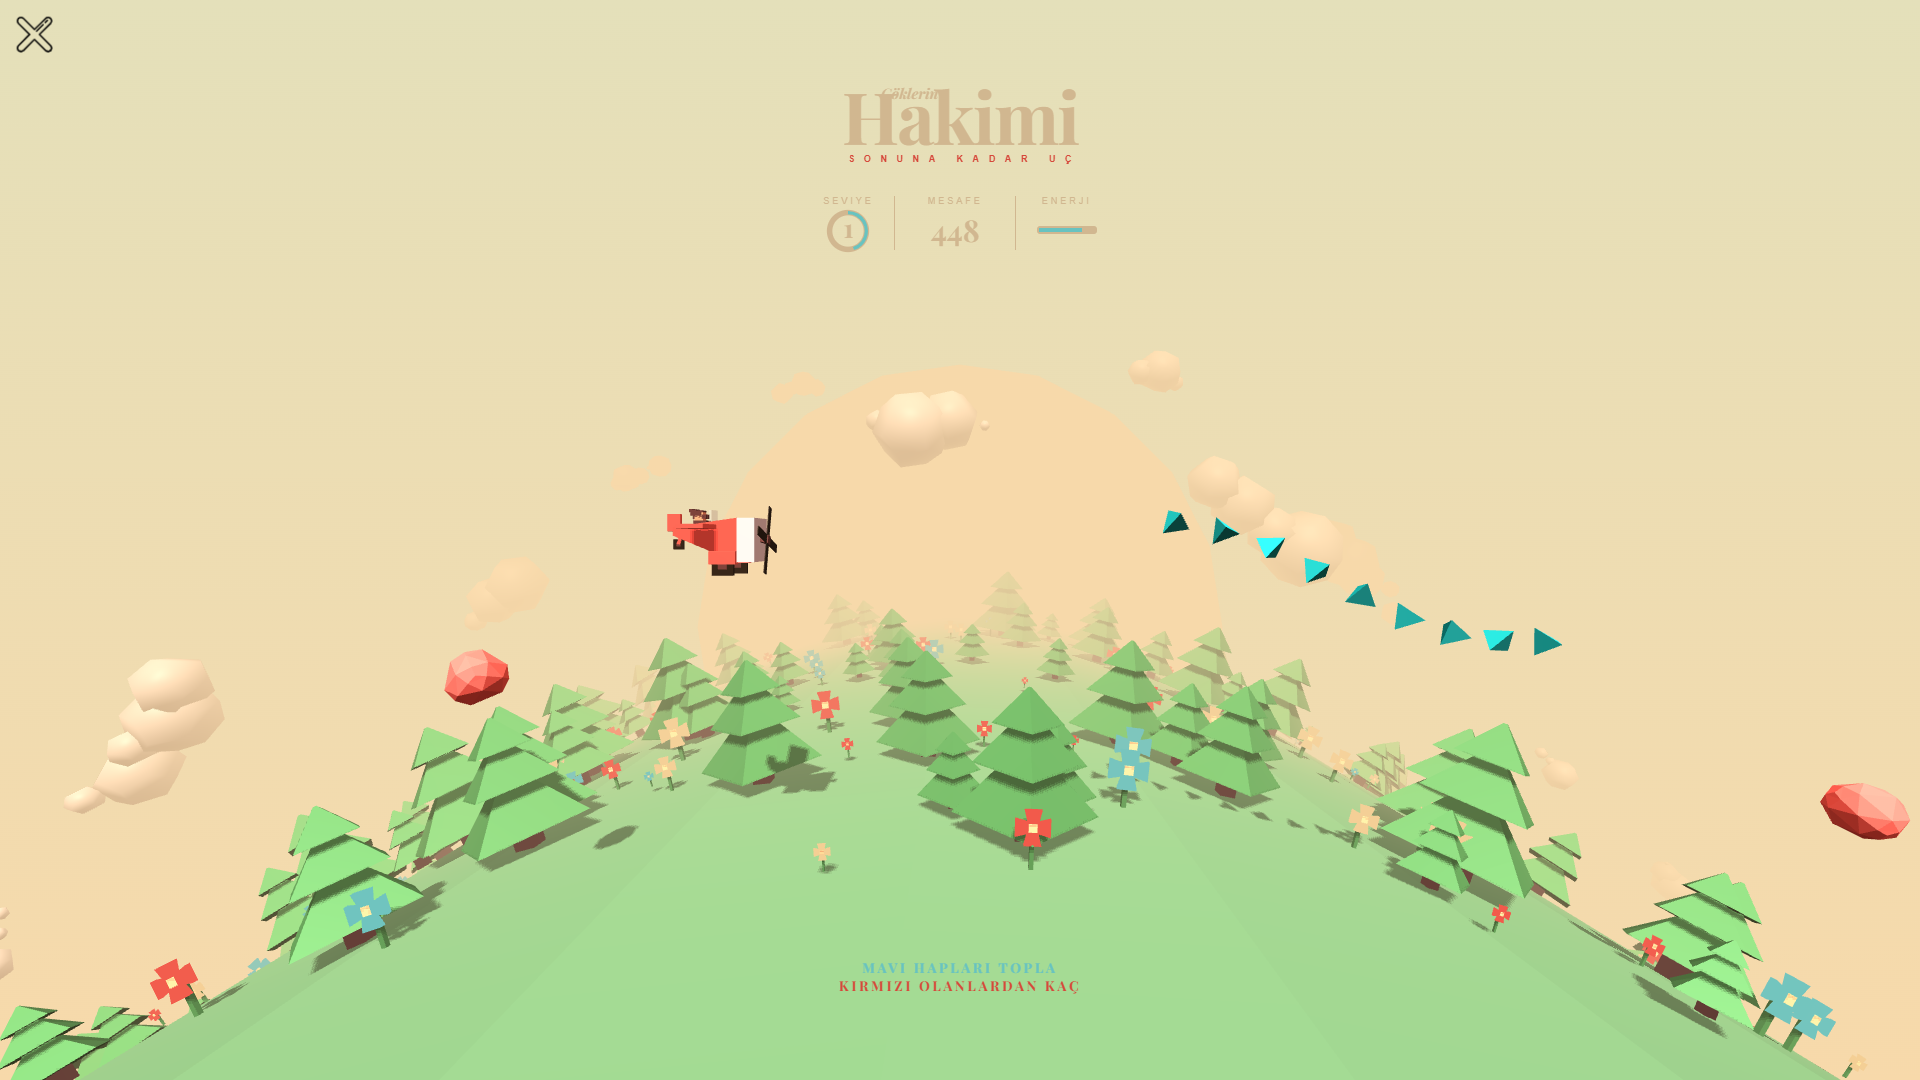 Göklerin
Hakimi
SONUNA KADAR UÇ
SEVIYE MESAFE ENERJI
1 448
MAVI HAPLARI TOPLA
KIRMIZI OLANLARDAN KAÇ